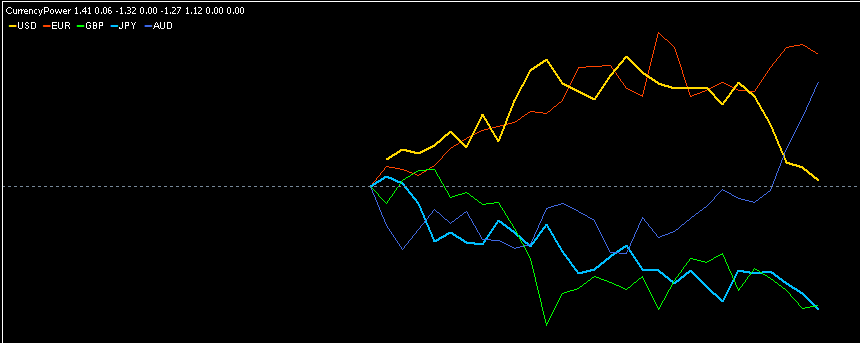 CurrencyPower 1.41 0.06 -1.32 0.00 -1.27 1.12 0.00 0.00
USD EUR GBP JPY AUD